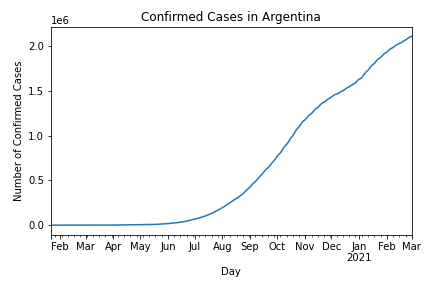 Confirmed Cases in Argentina
1e6
Number of Confirmed Cases
2.0
1.5
1.0
0.5
0.0
Feb Mar Apr May Jun Jul Aug Sep Oct Nov Dec Jan Feb Mar
2021
Day